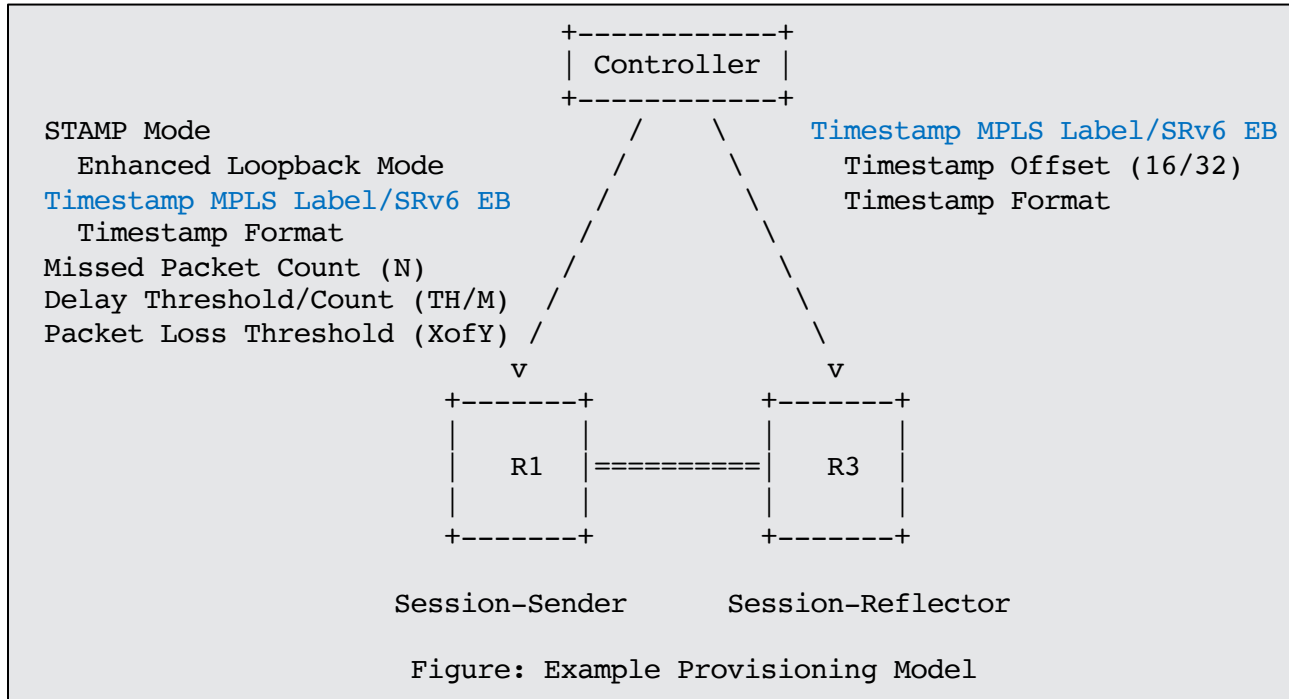 +------------+
| Controller |
+------------+
STAMP Mode / \ Timestamp MPLS Label/SRv6 EB
Enhanced Loopback Mode / \ Timestamp Offset (16/32)
Timestamp MPLS Label/SRv6 EB / \ Timestamp Format
Timestamp Format / \
Missed Packet Count (N) / \
Delay Threshold/Count (TH/M) / \
Packet Loss Threshold (XofY) / \
v v
+-------+ +-------+
| | | |
| R1 |==========| R3 |
| | | |
+-------+ +-------+
Session-Sender Session-Reflector
Figure: Example Provisioning Model